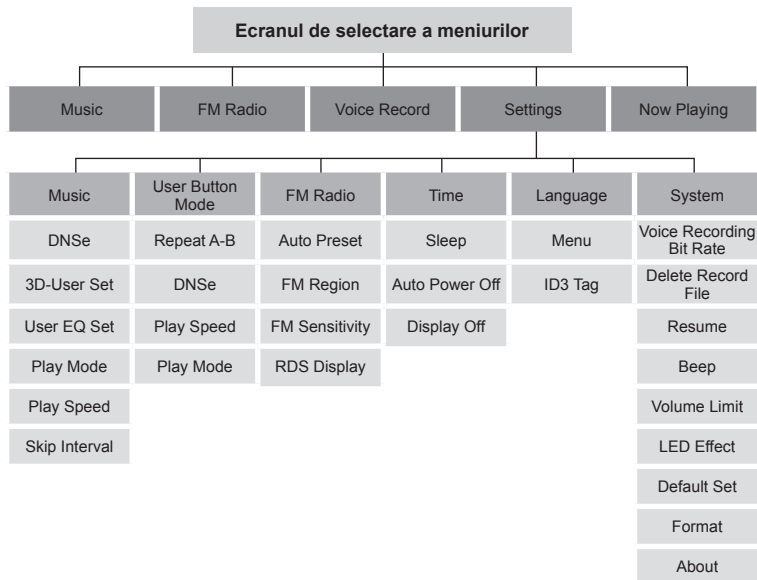 Ecranul de selectare a meniurilor
Music
FM Radio
Voice Record
Settings
Now Playing
Music
User Button
Mode
FM Radio
Time
Language
System
DNSe
Repeat A-B
Auto Preset
Sleep
Menu
Voice Recording
Bit Rate
3D-User Set
DNSe
FM Region
Auto Power Off
ID3 Tag
Delete Record
File
User EQ Set
Play Speed
FM Sensitivity
Display Off
Resume
Play Mode
Play Mode
RDS Display
Beep
Play Speed
Volume Limit
Skip Interval
LED Effect
Default Set
Format
About